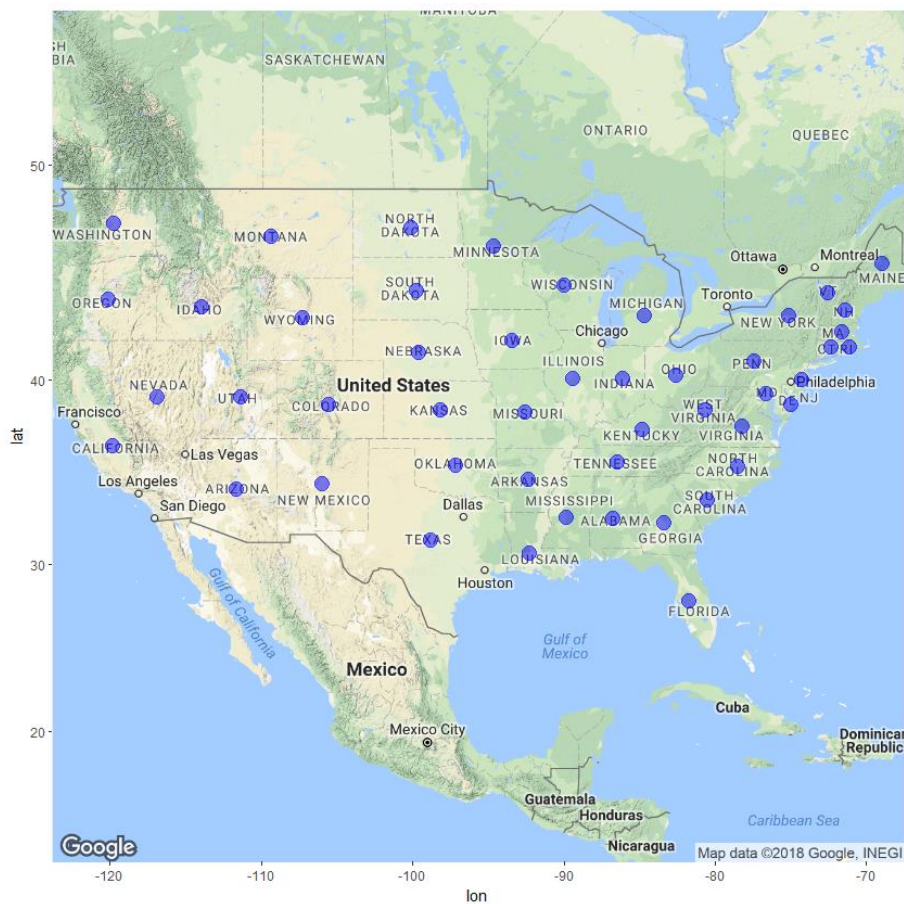 MANITOBA
SH
BIA
SASKATCHEWAN
ONTARIO
QUEBEC
50
WASHINGTON
MONTANA
NORTH
DAKOTA
MINNESOTA
Ottawa
Montreal
MAINE
OREGON
IDAHO
WYOMING
SOUTH
DAKOTA
WISCONSIN
MICHIGAN
Toronto
VT
NH
NEW YORK
MA
CT
RI
IOWA
Chicago
NEBRASKA
ILLINOIS
INDIANA
OHIO
PENN
40
NEVADA
UTAH
COLORADO
United States
KANSAS
MISSOURI
WEST
VIRGINIA
MD
DE
NJ
Philadelphia
Francisco
CALIFORNIA
Las Vegas
KENTUCKY
VIRGINIA
OKLAHOMA
TENNESSEE
NORTH
CAROLINA
Los Angeles
ARIZONA
NEW MEXICO
ARKANSAS
MISSISSIPPI
SOUTH
CAROLINA
San Diego
Dallas
ALABAMA
GEORGIA
TEXAS
LOUISIANA
30
Houston
Gulf of California
FLORIDA
Gulf of
Mexico
Mexico
Cuba
20
Mexico City
Dominican
Republic
Guatemala
Honduras
Nicaragua
Caribbean Sea
Google
Map data ©2018 Google, INEGI
-120
-110
-100
-90
-80
-70
lon
lat